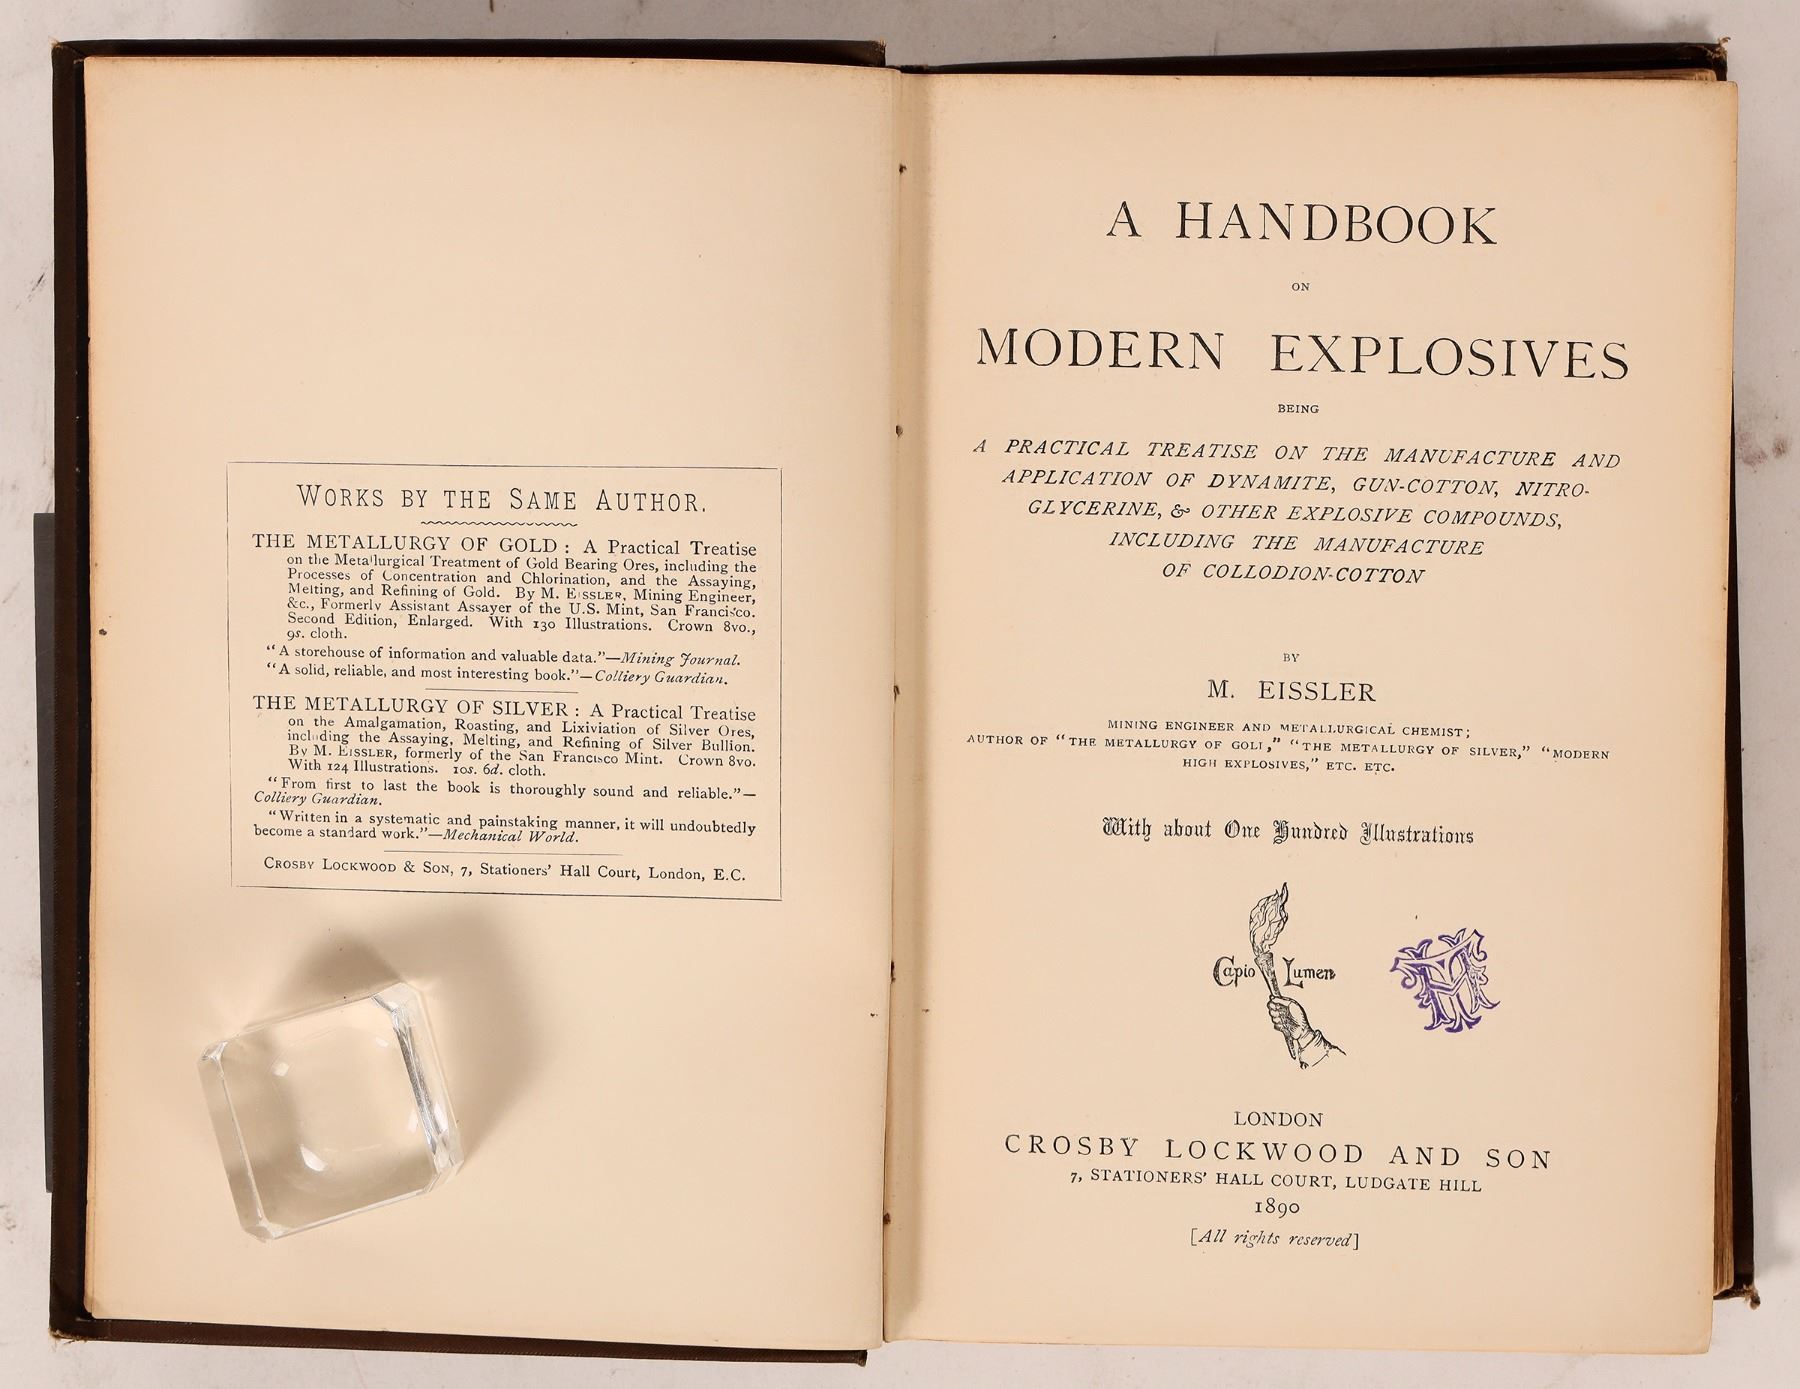 WORKS BY THE SAME AUTHOR.
THE METALLURGY OF GOLD: A Practical Treatise
on the Metallurgical Treatment of Gold Bearing Ores, including the
Processes of Concentration and Chlorination, and the Assaying,
Melting, and Refining of Gold. By M. EISSLER, Mining Engineer,
&c., Formerly Assistant Assayer of the U.S. Mint, San Francisco.
Second Edition, Enlarged. With 130 Illustrations. Crown 8vo.,
9s. cloth.
"A storehouse of information and valuable data."—Mining Journal.
"A solid, reliable, and most interesting book."—Colliery Guardian.
THE METALLURGY OF SILVER: A Practical Treatise
on the Amalgamation, Roasting, and Lixiviation of Silver Ores,
including the Assaying, Melting, and Refining of Silver Bullion.
By M. EISSLER, formerly of the San Francisco Mint. Crown 8vo.
With 124 Illustrations. 10s. 6d. cloth.
"From first to last the book is thoroughly sound and reliable."—
Colliery Guardian.
"Written in a systematic and painstaking manner, it will undoubtedly
become a standard work."—Mechanical World.
CROSBY LOCKWOOD & SON, 7, Stationers' Hall Court, London, E.C.
A HANDBOOK
ON
MODERN EXPLOSIVES
BEING
A PRACTICAL TREATISE ON THE MANUFACTURE AND
APPLICATION OF DYNAMITE, GUN-COTTON, NITRO-
GLYCERINE, & OTHER EXPLOSIVE COMPOUNDS,
INCLUDING THE MANUFACTURE
OF COLLODION-COTTON
BY
M. EISSLER
MINING ENGINEER AND METALLURGICAL CHEMIST;
AUTHOR OF "THE METALLURGY OF GOLD," "THE METALLURGY OF SILVER," "MODERN
HIGH EXPLOSIVES," ETC. ETC.
With about One Hundred Illustrations
Capio Lumen
LONDON
CROSBY LOCKWOOD AND SON
7, STATIONERS' HALL COURT, LUDGATE HILL
1890
[All rights reserved]